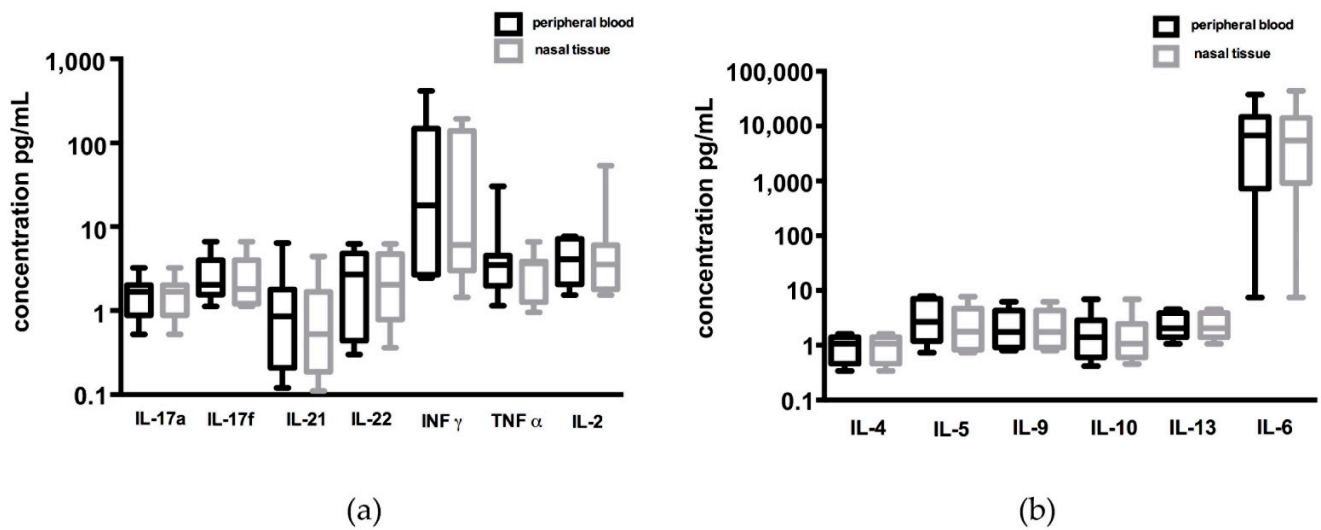 peripheral blood
nasal tissue
concentration pg/mL
1,000
100
10
1
0.1
IL-17a IL-17f IL-21 IL-22 INF γ TNF α IL-2
(a)
peripheral blood
nasal tissue
concentration pg/mL
100,000
10,000
1,000
100
10
1
0.1
IL-4 IL-5 IL-9 IL-10 IL-13 IL-6
(b)